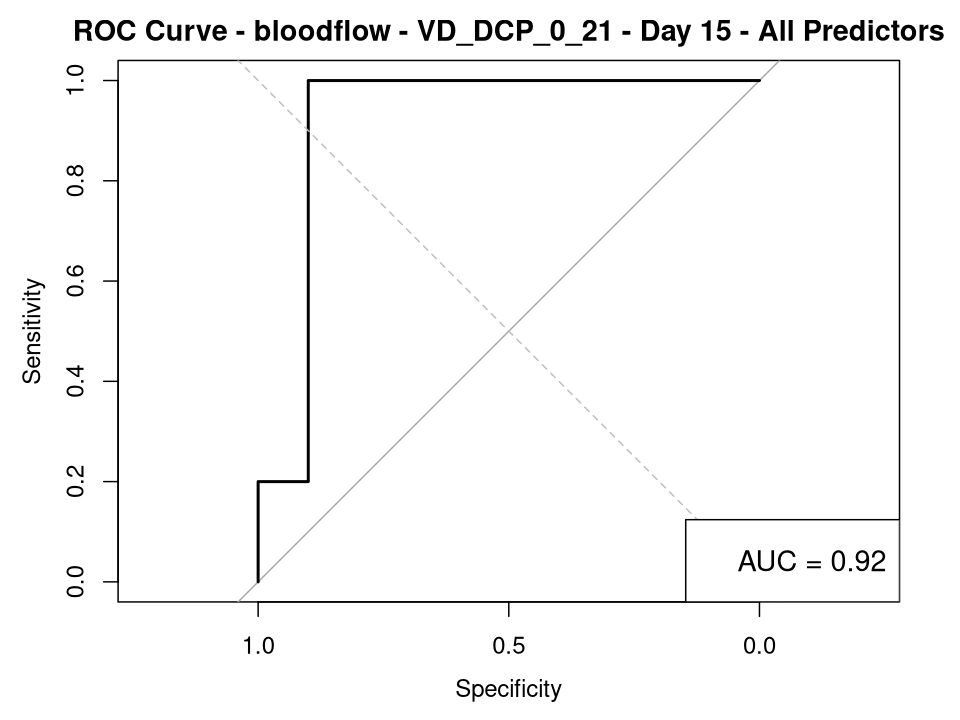 ROC Curve - bloodflow - VD_DCP_0_21 - Day 15 - All Predictors
1.0
0.8
0.6
0.4
0.2
0.0
Sensitivity
AUC = 0.92
1.0 0.5 0.0
Specificity